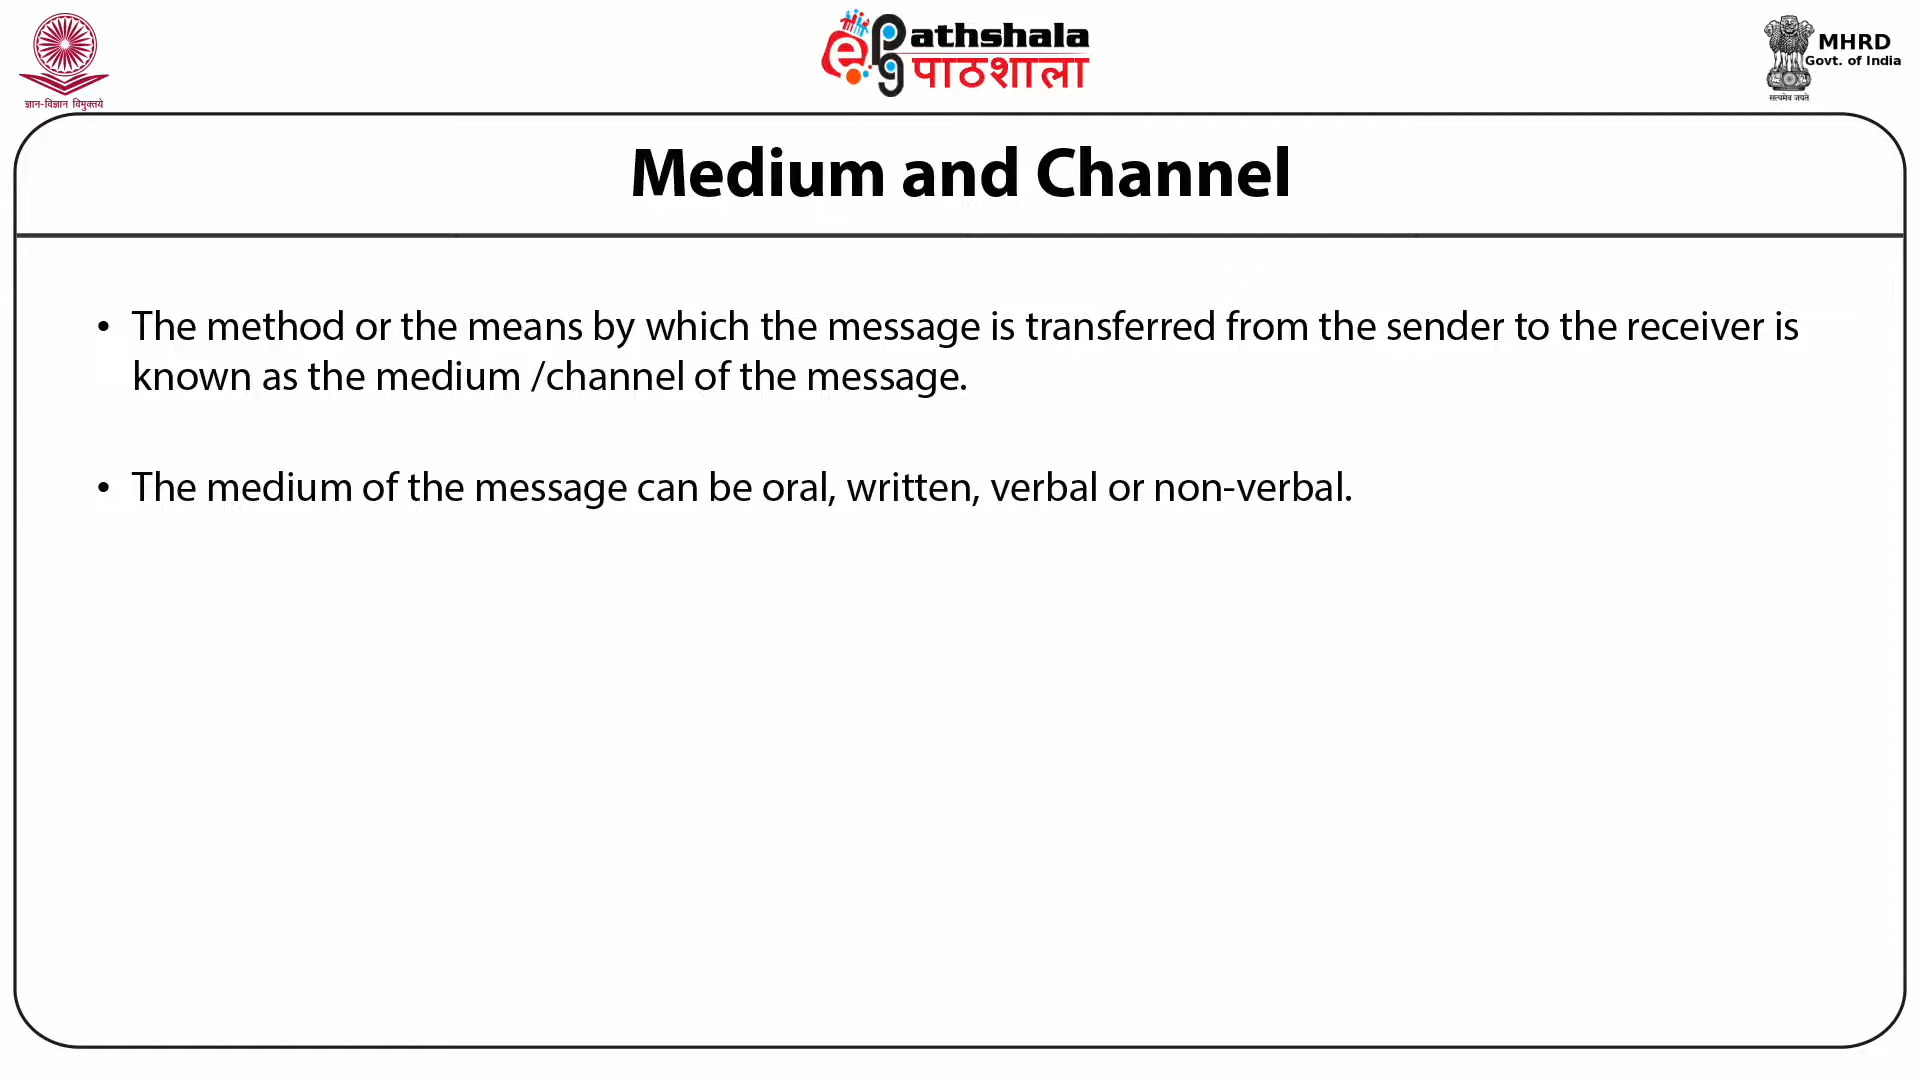 ज्ञान-विज्ञान विमुक्तये
ePg athshala
पाठशाला
MHRD
Govt. of India
सत्यमेव जयते
Medium and Channel
• The method or the means by which the message is transferred from the sender to the receiver is
known as the medium /channel of the message.
• The medium of the message can be oral, written, verbal or non-verbal.